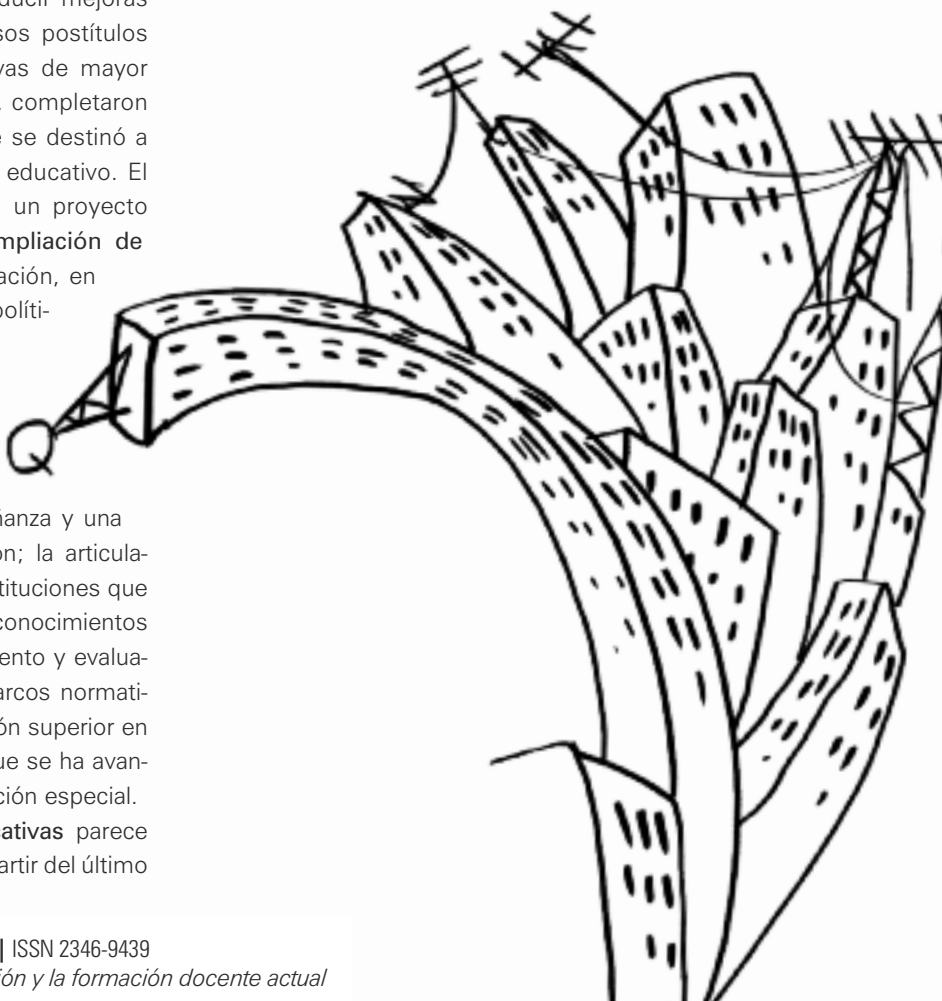 ducir mejoras
sos postítulos
vas de mayor
completaron
e se destinó a
educativo. El
un proyecto
mpliación de
ación, en
políti-
ñanza y una
ón; la articula-
tituciones que
conocimientos
ento y evalua-
arcos normati-
ón superior en
ue se ha avan-
ción especial.
ativas parece
artir del último
| ISSN 2346-9439
ión y la formación docente actual